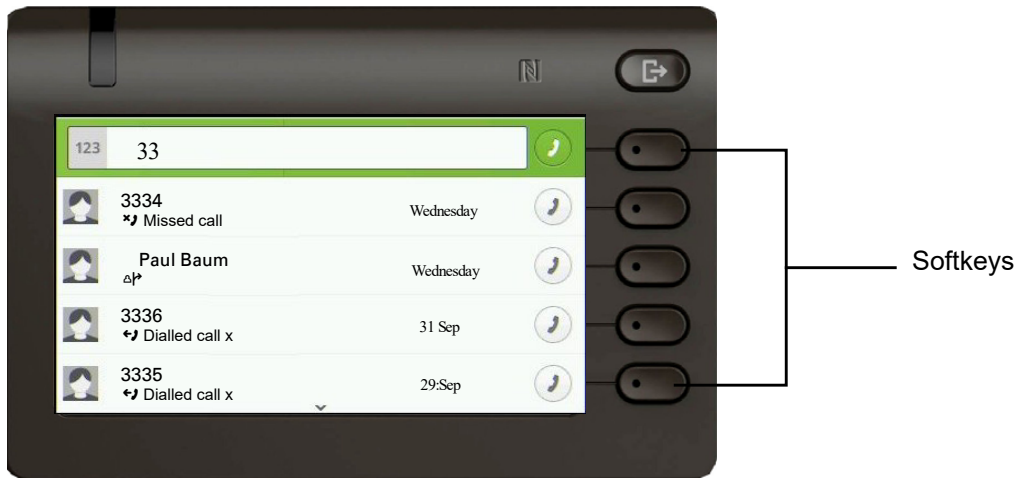 123 33
3334
Missed call
Wednesday
Paul Baum
Wednesday
3336
Dialled call x
31 Sep
3335
Dialled call x
29:Sep
Softkeys